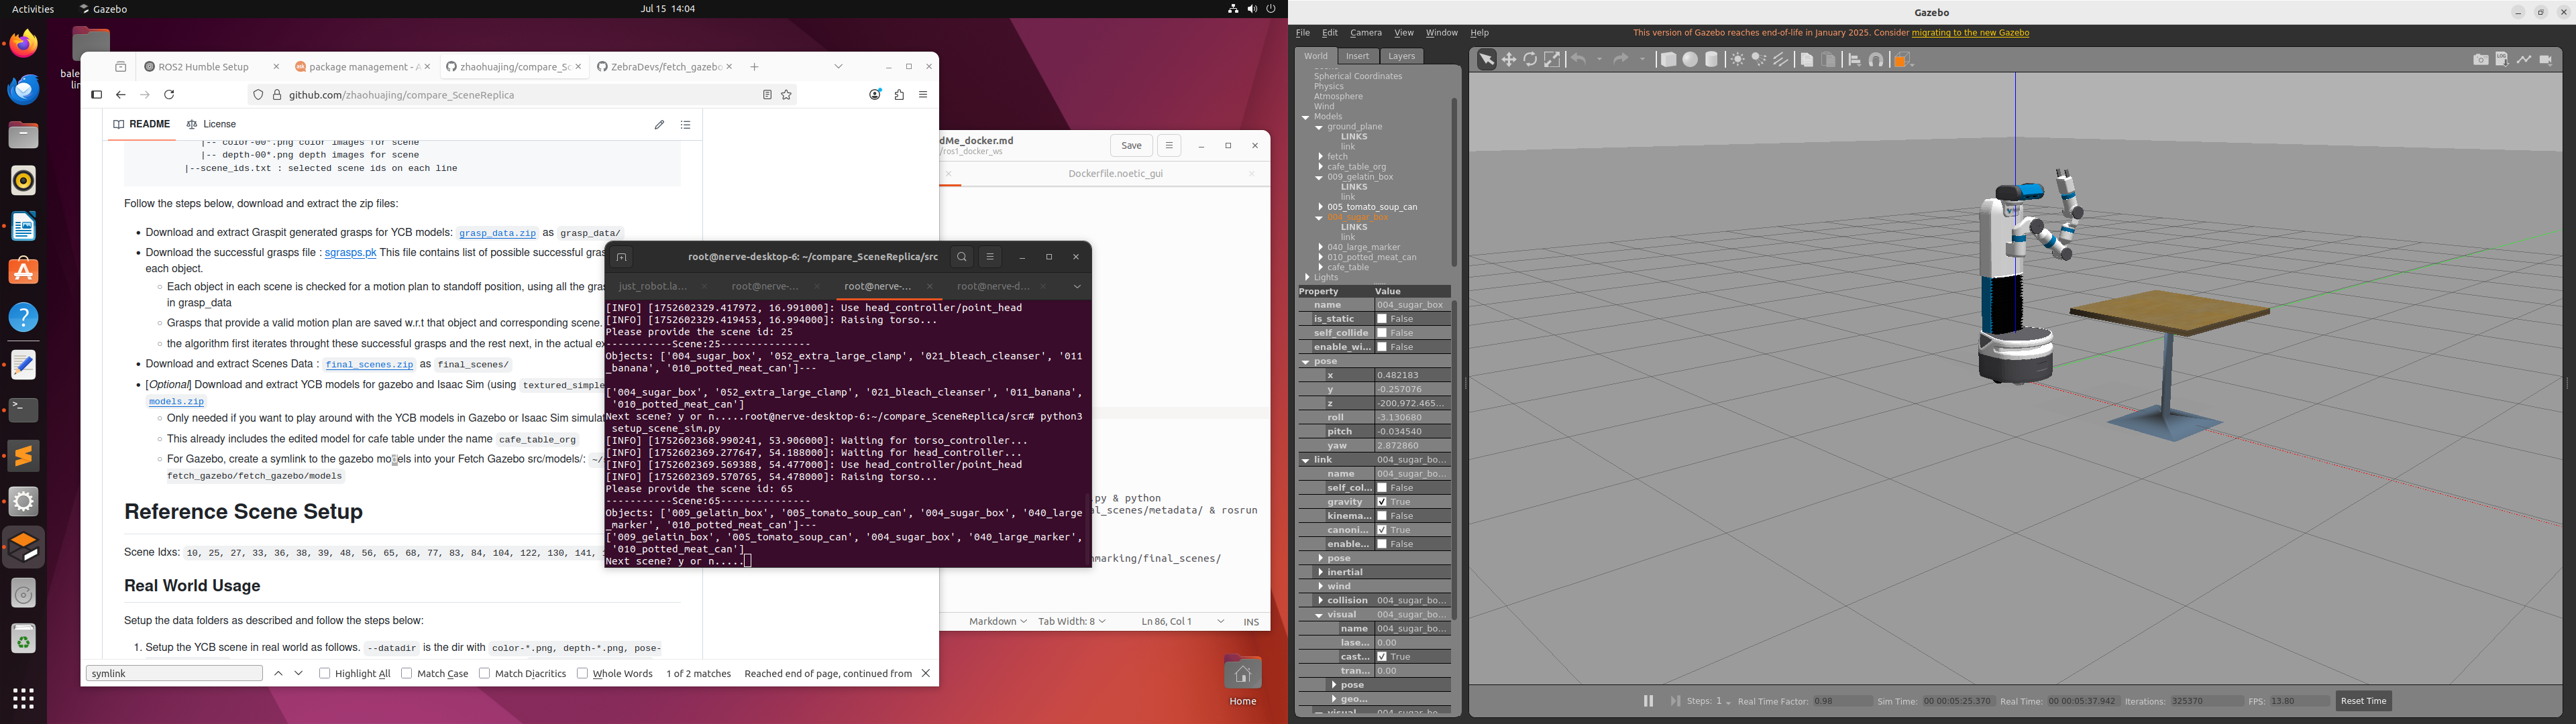 Activities
Gazebo
Jul 15 14:04
ROS2 Humble Setup
package management - A
zhaohuajing/compare_Sc
ZebraDevs/fetch_gazebo
github.com/zhaohuajing/compare_SceneReplica
README
License
|-- color-00*.png color images for scene
|-- depth-00*.png depth images for scene
|--scene_ids.txt : selected scene ids on each line
Follow the steps below, download and extract the zip files:
Download and extract Graspit generated grasps for YCB models: grasp_data.zip as grasp_data/
Download the successful grasps file : sgrasps.pk This file contains list of possible successful gras
each object.
Each object in each scene is checked for a motion plan to standoff position, using all the gras
in grasp_data
Grasps that provide a valid motion plan are saved w.r.t that object and corresponding scene.
the algorithm first iterates throught these successful grasps and the rest next, in the actual ex
Download and extract Scenes Data : final_scenes.zip as final_scenes/
[Optional] Download and extract YCB models for gazebo and Isaac Sim (using textured_simple
models.zip
Only needed if you want to play around with the YCB models in Gazebo or Isaac Sim simulat
This already includes the edited model for cafe table under the name cafe_table_org
For Gazebo, create a symlink to the gazebo models into your Fetch Gazebo src/models/: ~/
fetch_gazebo/fetch_gazebo/models
Reference Scene Setup
Scene Idxs: 10, 25, 27, 33, 36, 38, 39, 48, 56, 65, 68, 77, 83, 84, 104, 122, 130, 141,
Real World Usage
Setup the data folders as described and follow the steps below:
1. Setup the YCB scene in real world as follows. --datadir is the dir with color-*.png, depth-*.png, pose-
symlink
Highlight All
Match Case
Match Diacritics
Whole Words
1 of 2 matches
Reached end of page, continued from
dMe_docker.md
/ros1_docker_ws
Save
Dockerfile.noetic_gui
.py & python
al_scenes/metadata/ & rosrun
nmarking/final_scenes/
Markdown
Tab Width: 8
Ln 86, Col 1
INS
root@nerve-desktop-6: ~/compare_SceneReplica/src
just_robot.la...
root@nerve-...
root@nerve-...
root@nerve-d...
[INFO] [1752602329.417972, 16.991000]: Use head_controller/point_head
[INFO] [1752602329.419453, 16.994000]: Raising torso...
Please provide the scene id: 25
-----------Scene:25---------------
Objects: ['004_sugar_box', '052_extra_large_clamp', '021_bleach_cleanser', '011
_banana', '010_potted_meat_can']---
['004_sugar_box', '052_extra_large_clamp', '021_bleach_cleanser', '011_banana',
'010_potted_meat_can']
Next scene? y or n.....root@nerve-desktop-6:~/compare_SceneReplica/src# python3
setup_scene_sim.py
[INFO] [1752602368.990241, 53.906000]: Waiting for torso_controller...
[INFO] [1752602369.277647, 54.188000]: Waiting for head_controller...
[INFO] [1752602369.569388, 54.477000]: Use head_controller/point_head
[INFO] [1752602369.570765, 54.478000]: Raising torso...
Please provide the scene id: 65
-----------Scene:65---------------
Objects: ['009_gelatin_box', '005_tomato_soup_can', '004_sugar_box', '040_large
_marker', '010_potted_meat_can']---
['009_gelatin_box', '005_tomato_soup_can', '004_sugar_box', '040_large_marker',
'010_potted_meat_can']
Next scene? y or n.....
Home
Gazebo
File
Edit
Camera
View
Window
Help
This version of Gazebo reaches end-of-life in January 2025. Consider migrating to the new Gazebo
World
Insert
Layers
Spherical Coordinates
Physics
Atmosphere
Wind
Models
ground_plane
LINKS
link
fetch
cafe_table_org
009_gelatin_box
LINKS
link
005_tomato_soup_can
004_sugar_box
LINKS
link
040_large_marker
010_potted_meat_can
cafe_table
Lights
Property Value
name 004_sugar_box
is_static False
self_collide False
enable_wi... False
pose
x 0.482183
y -0.257076
z -200,972.465...
roll -3.130680
pitch -0.034540
yaw 2.872860
link 004_sugar_bo...
name 004_sugar_bo...
self_col... False
gravity True
kinema... False
canoni... True
enable... False
pose
inertial
wind
collision 004_sugar_bo...
visual 004_sugar_bo...
name 004_sugar_bo...
lase... 0.00
cast... True
tran... 0.00
pose
geo...
Steps: 1
Real Time Factor: 0.98
Sim Time: 00 00:05:25.370
Real Time: 00 00:05:37.942
Iterations: 325370
FPS: 13.80
Reset Time